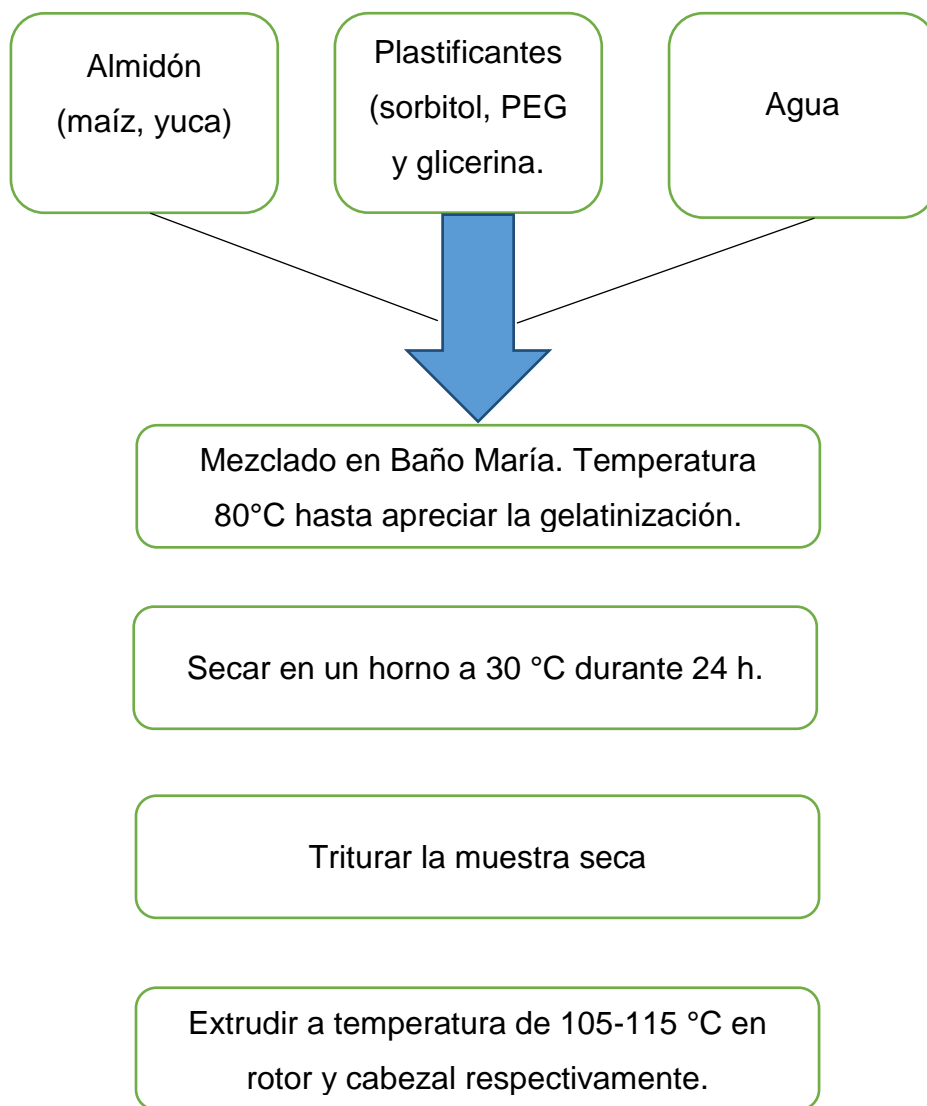 Almidón
(maíz, yuca)
Plastificantes
(sorbitol, PEG
y glicerina.
Agua
Mezclado en Baño María. Temperatura
80°C hasta apreciar la gelatinización.
Secar en un horno a 30 °C durante 24 h.
Triturar la muestra seca
Extrudir a temperatura de 105-115 °C en
rotor y cabezal respectivamente.